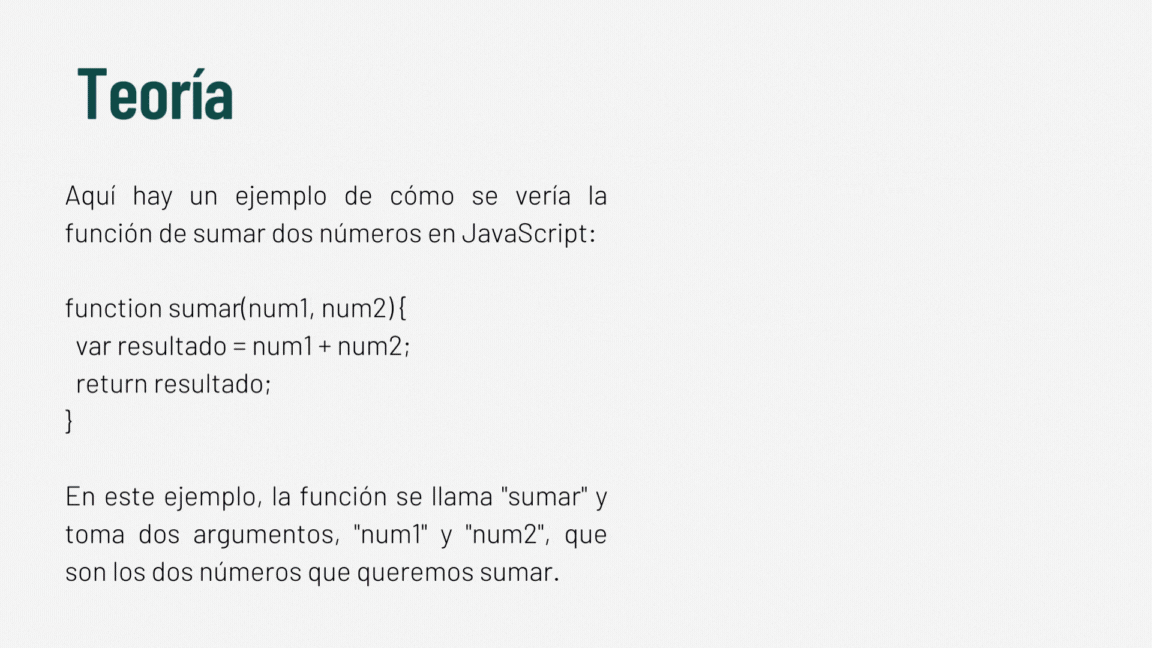 Teoría
Aquí hay un ejemplo de cómo se vería la
función de sumar dos números en JavaScript:
function sumar(num1, num2) {
  var resultado = num1 + num2;
  return resultado;
}
En este ejemplo, la función se llama "sumar" y
toma dos argumentos, "num1" y "num2", que
son los dos números que queremos sumar.